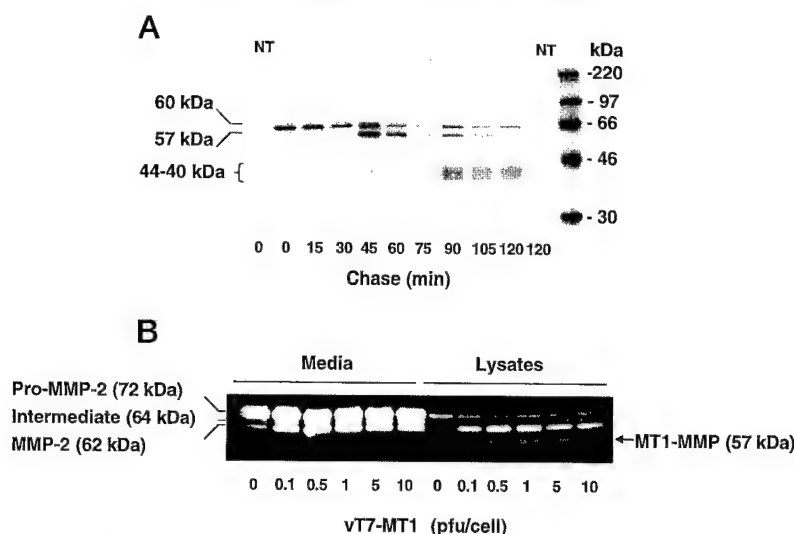 A
NT
NT kDa
60 kDa
57 kDa
44-40 kDa
-220
- 97
- 66
- 46
- 30
0 0 15 30 45 60 75 90 105 120 120
Chase (min)
B
Media Lysates
Pro-MMP-2 (72 kDa)
Intermediate (64 kDa)
MMP-2 (62 kDa)
MT1-MMP (57 kDa)
0 0.1 0.5 1 5 10 0 0.1 0.5 1 5 10
vT7-MT1 (pfu/cell)